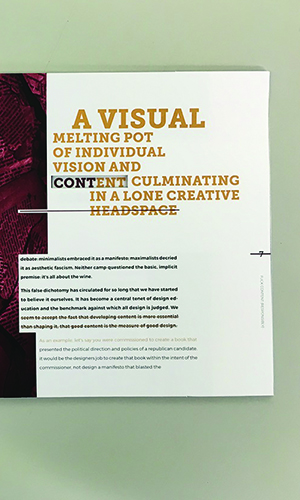 A VISUAL
MELTING POT
OF INDIVIDUAL
VISION AND
CONTENT CULMINATING
IN A LONE CREATIVE
HEADSPACE
7
debate: minimalists embraced it as a manifesto; maximalists decried
it as aesthetic fascism. Neither camp questioned the basic, implicit
premise: it's all about the wine.
This false dichotomy has circulated for so long that we have started
to believe it ourselves. It has become a central tenet of design ed-
ucation and the benchmark against which all design is judged. We
seem to accept the fact that developing content is more essential
than shaping it, that good content is the measure of good design.
As an example, let's say you were commissioned to create a book that
presented the political direction and policies of a republican candidate,
it would be the designers job to create that book within the intent of the
commissioner, not design a manifesto that blasted the